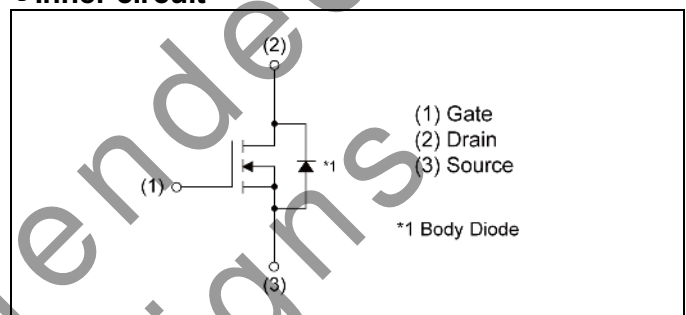 Inner circuit
(2)
(1) Gate
(2) Drain
(3) Source
*1
(1)
*1 Body Diode
(3)